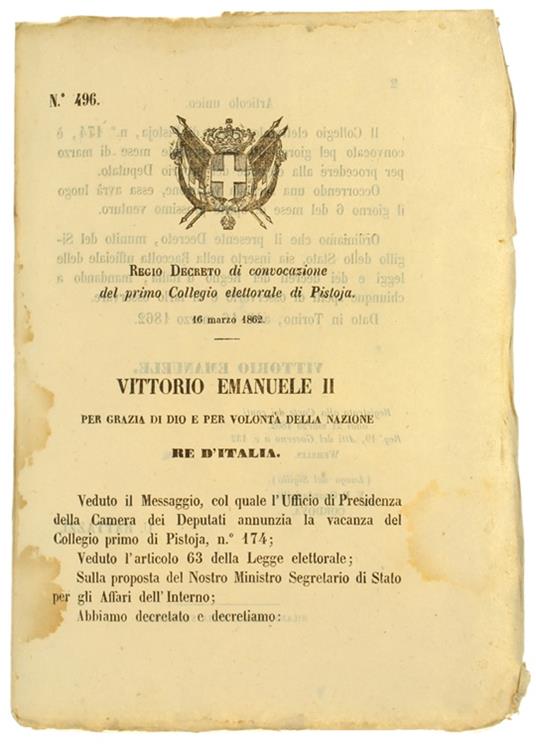 N.° 496.
REGIO DECRETO di convocazione
del primo Collegio elettorale di Pistoja.
16 marzo 1862.
VITTORIO EMANUELE II
PER GRAZIA DI DIO E PER VOLONTÀ DELLA NAZIONE
RE D'ITALIA.
Veduto il Messaggio, col quale l'Ufficio di Presidenza
della Camera dei Deputati annunzia la vacanza del
Collegio primo di Pistoja, n.° 174;
Veduto l'articolo 63 della Legge elettorale;
Sulla proposta del Nostro Ministro Segretario di Stato
per gli Affari dell'Interno;
Abbiamo decretato e decretiamo: